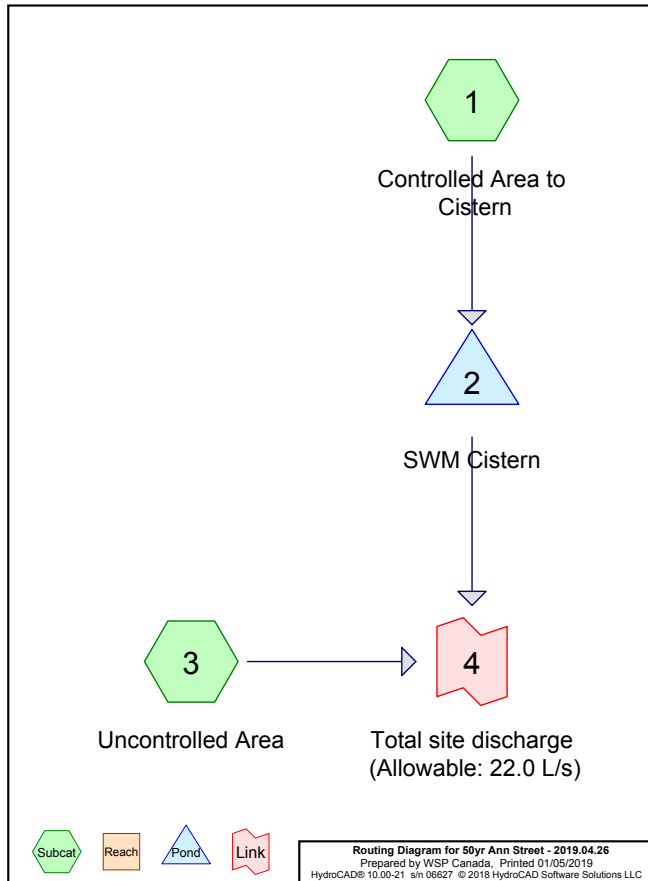 1
Controlled Area to
Cistern
2
SWM Cistern
3
Uncontrolled Area
4
Total site discharge
(Allowable: 22.0 L/s)
Subcat
Reach
Pond
Link
Routing Diagram for 50yr Ann Street - 2019.04.26
Prepared by WSP Canada, Printed 01/05/2019
HydroCAD® 10.00-21 s/n 06627 © 2018 HydroCAD Software Solutions LLC